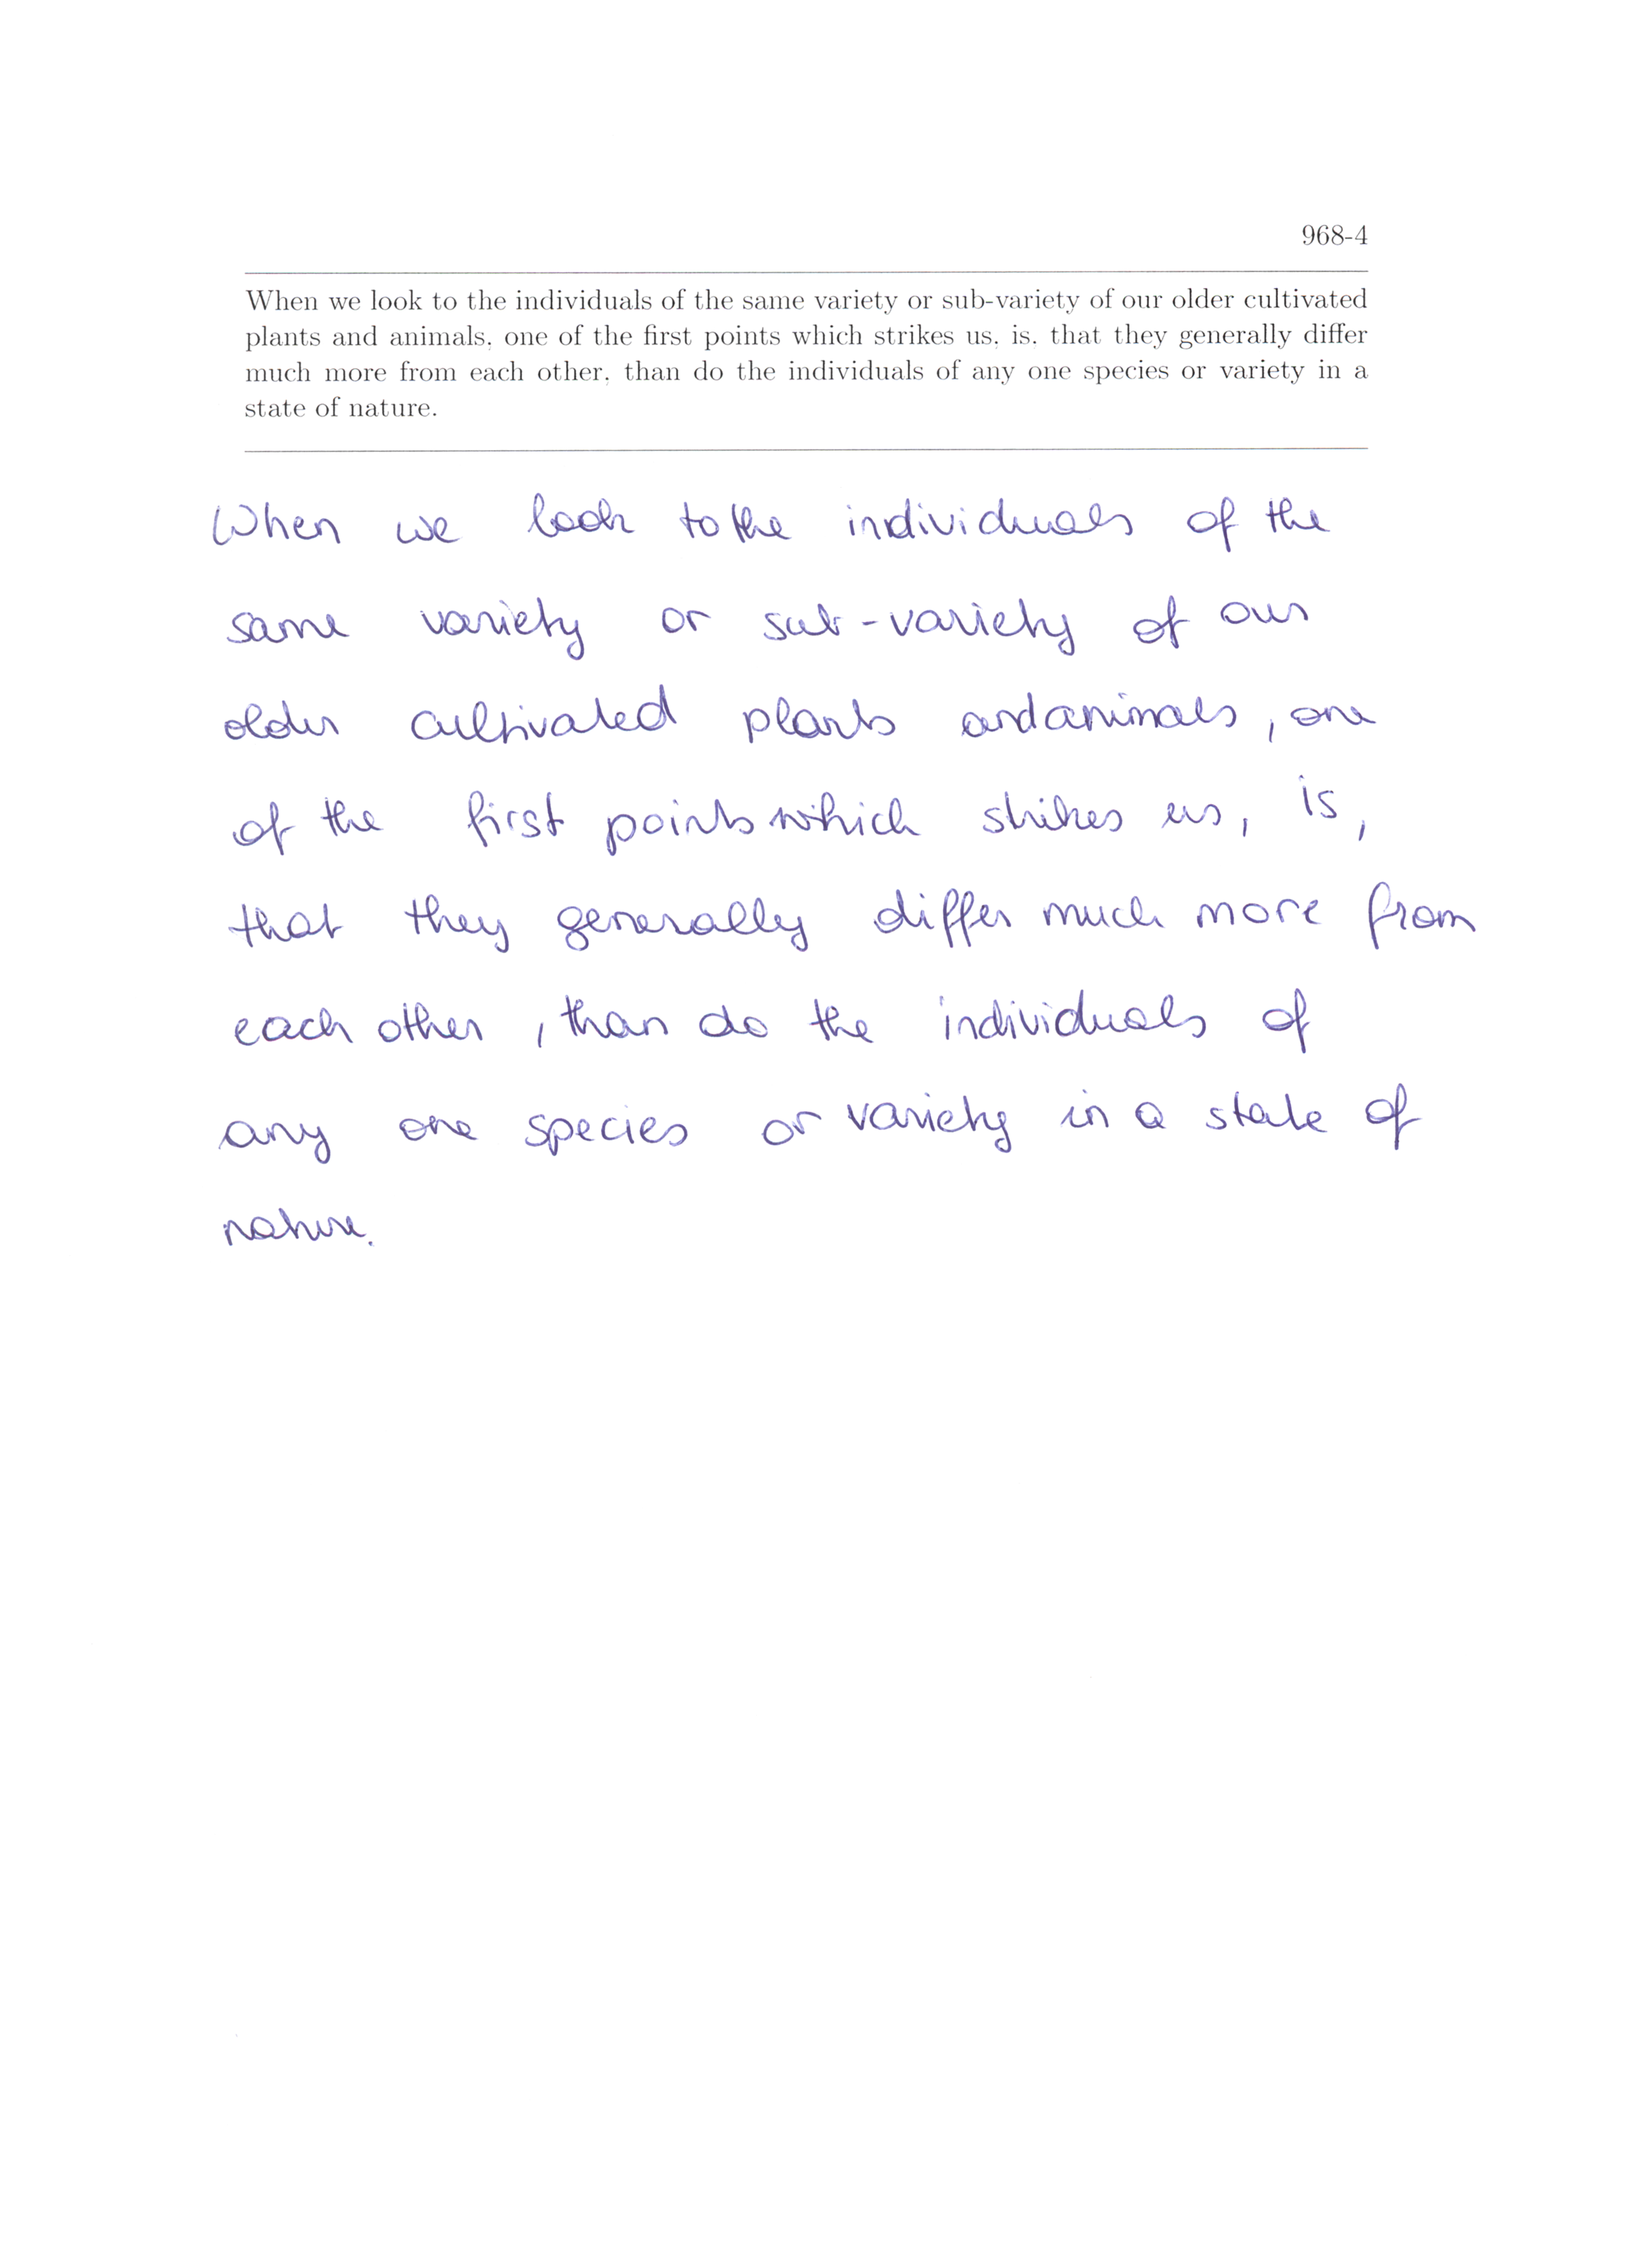 968-4
When we look to the individuals of the same variety or sub-variety of our older cultivated
plants and animals, one of the first points which strikes us, is, that they generally differ
much more from each other, than do the individuals of any one species or variety in a
state of nature.
When we look to the individuals of the
same variety or sub-variety of our
older cultivated plants and animals, one
of the first points which strikes us, is,
that they generally differ much more from
each other, than do the individuals of
any one species or variety in a state of
nature.